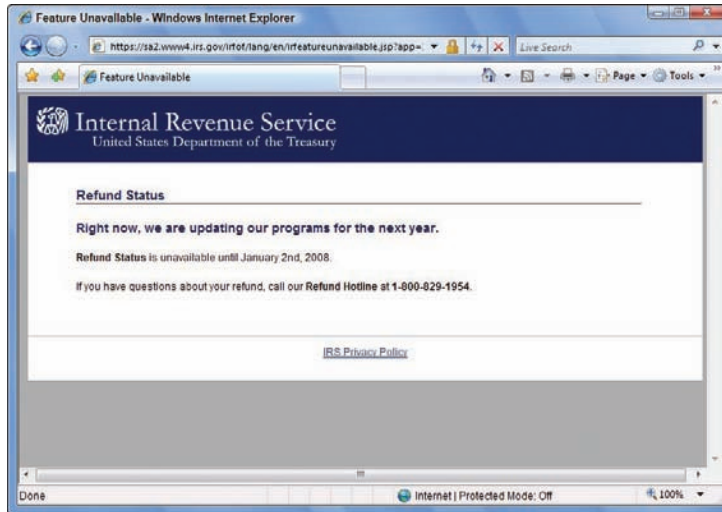 Feature Unavailable - Windows Internet Explorer
https://sa2.www4.irs.gov/irfof/lang/en/irfeatureunavailable.jsp?app=
Live Search
Feature Unavailable
Page
Tools
Internal Revenue Service
United States Department of the Treasury
Refund Status
Right now, we are updating our programs for the next year.
Refund Status is unavailable until January 2nd, 2008.
If you have questions about your refund, call our Refund Hotline at 1-800-829-1954.
IRS Privacy Policy
Done
Internet | Protected Mode: Off
100%